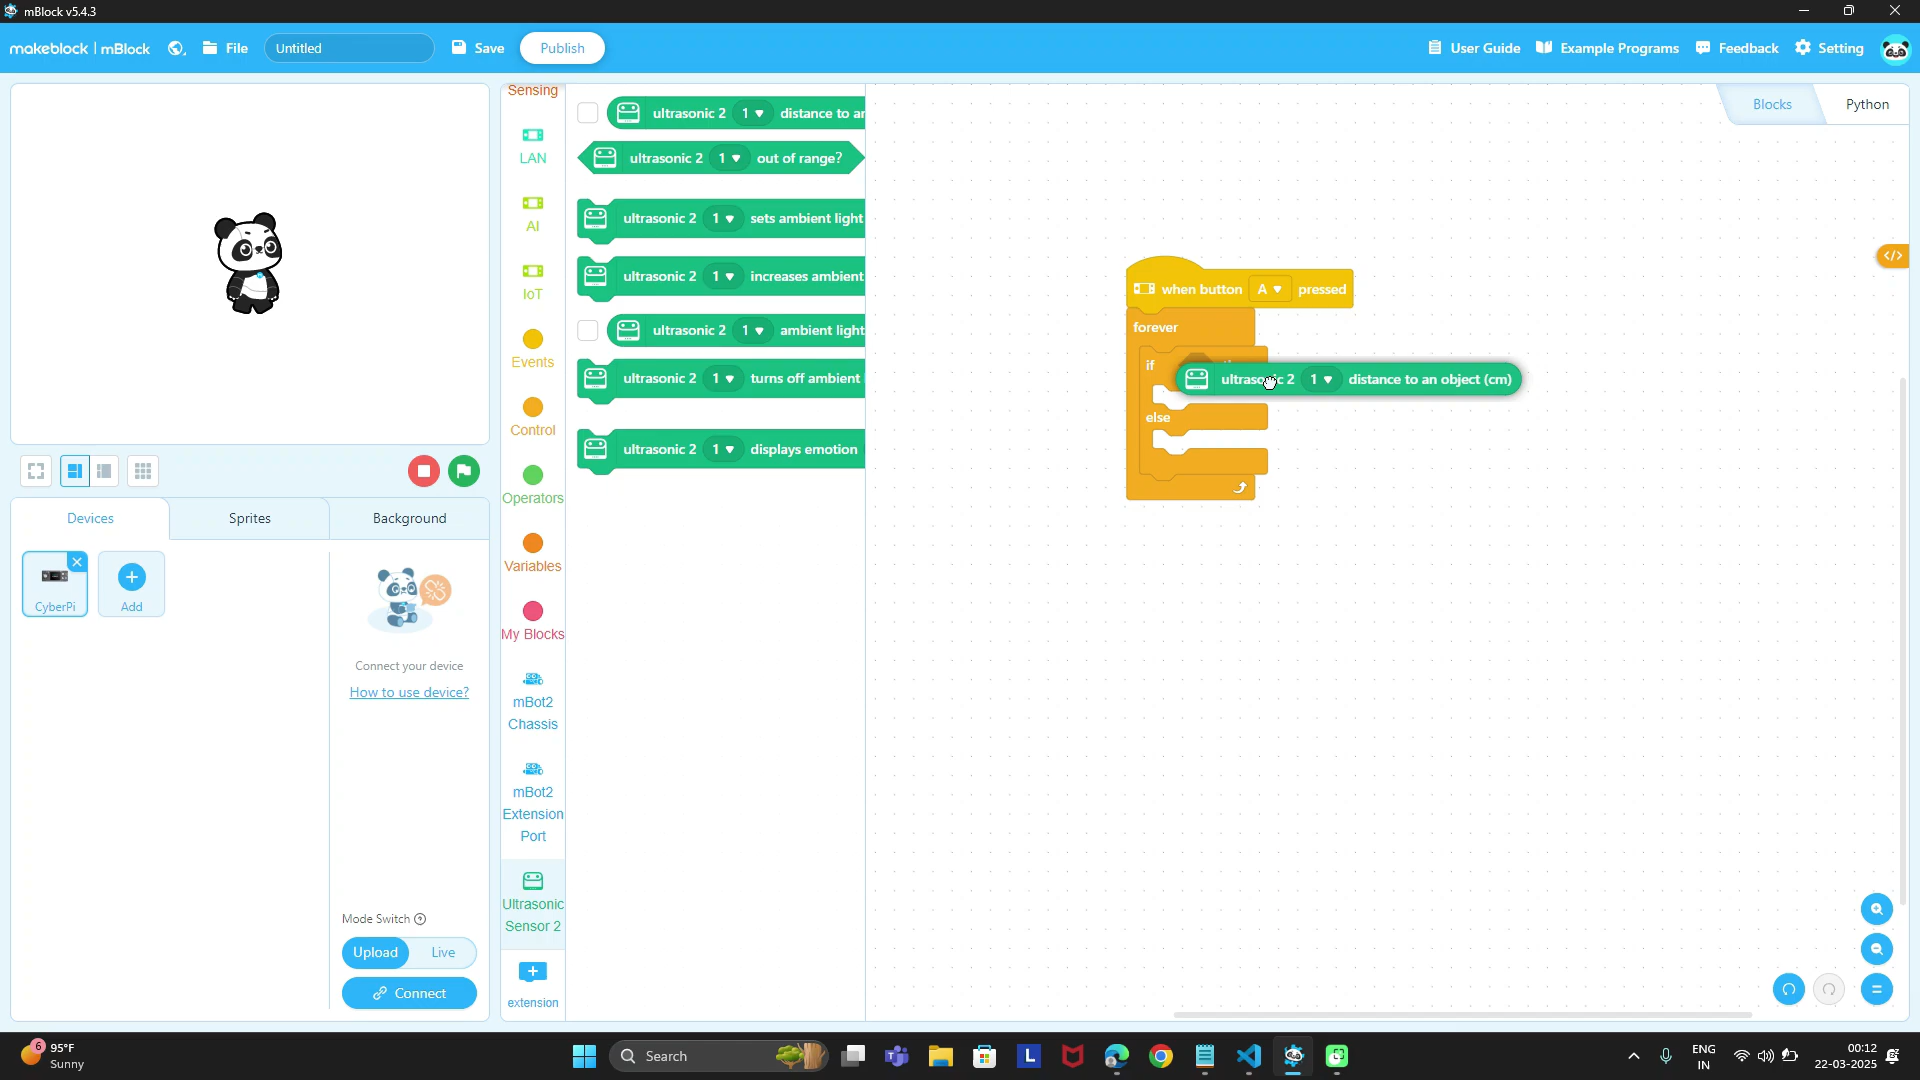 mBlock v5.4.3
makeblock | mBlock File Untitled Save Publish User Guide Example Programs Feedback Setting
Sensing
LAN
AI
IoT
Events
Control
Operators
Variables
My Blocks
mBot2
Chassis
mBot2
Extension
Port
Ultrasonic
Sensor 2
extension
ultrasonic 2 1 distance to an
ultrasonic 2 1 out of range?
ultrasonic 2 1 sets ambient light
ultrasonic 2 1 increases ambient
ultrasonic 2 1 ambient light
ultrasonic 2 1 turns off ambient
ultrasonic 2 1 displays emotion
Blocks Python
</>
when button A pressed
forever
if
ultrasonic 2 1 distance to an object (cm)
else
Devices Sprites Background
CyberPi
Add
Connect your device
How to use device?
Mode Switch ?
Upload Live
Connect
6 95°F
Sunny
Search
L
ENG
IN
00:12
22-03-2025